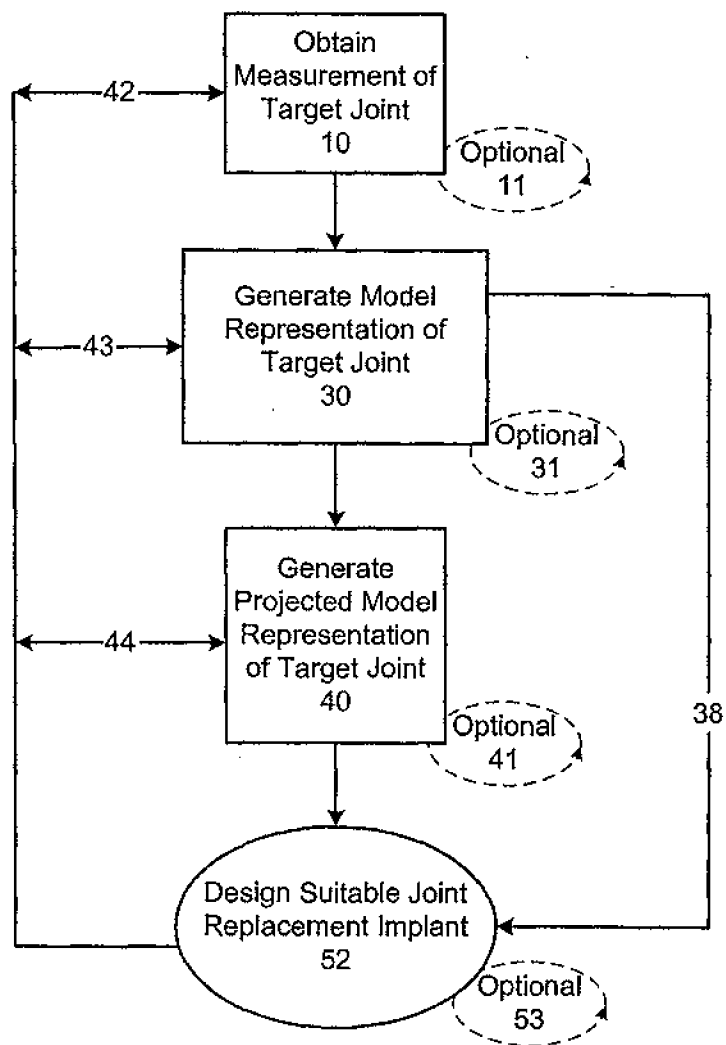 Obtain
Measurement of
Target Joint
10
42
Optional
11
Generate Model
Representation of
Target Joint
30
43
Optional
31
Generate
Projected Model
Representation
of Target Joint
40
44
38
Optional
41
Design Suitable Joint
Replacement Implant
52
Optional
53